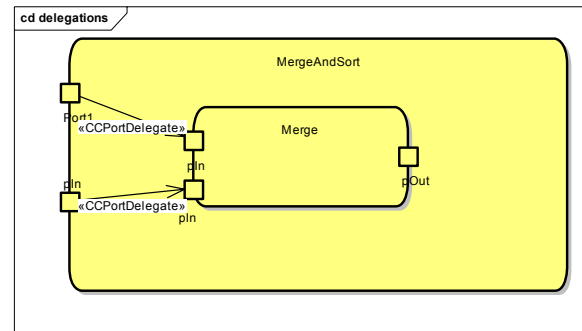 cd delegations
MergeAndSort
Port1
«CCPortDelegate»
Merge
pIn
pOut
pIn
«CCPortDelegate»
pIn